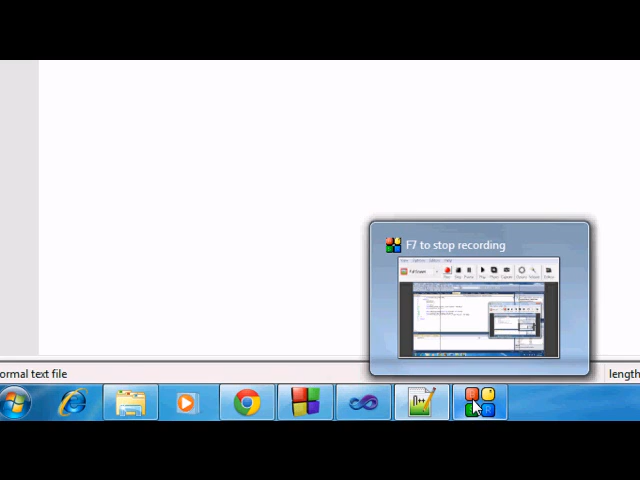 F7 to stop recording
ormal text file
length